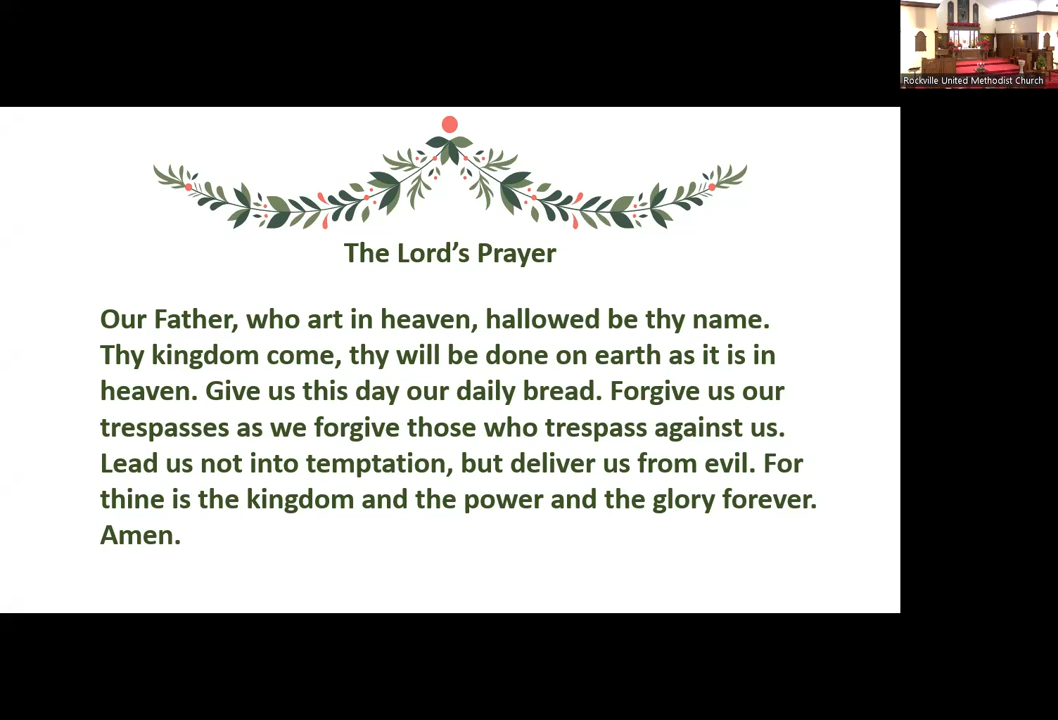 Rockville United Methodist Church
The Lord's Prayer
Our Father, who art in heaven, hallowed be thy name.
Thy kingdom come, thy will be done on earth as it is in
heaven. Give us this day our daily bread. Forgive us our
trespasses as we forgive those who trespass against us.
Lead us not into temptation, but deliver us from evil. For
thine is the kingdom and the power and the glory forever.
Amen.